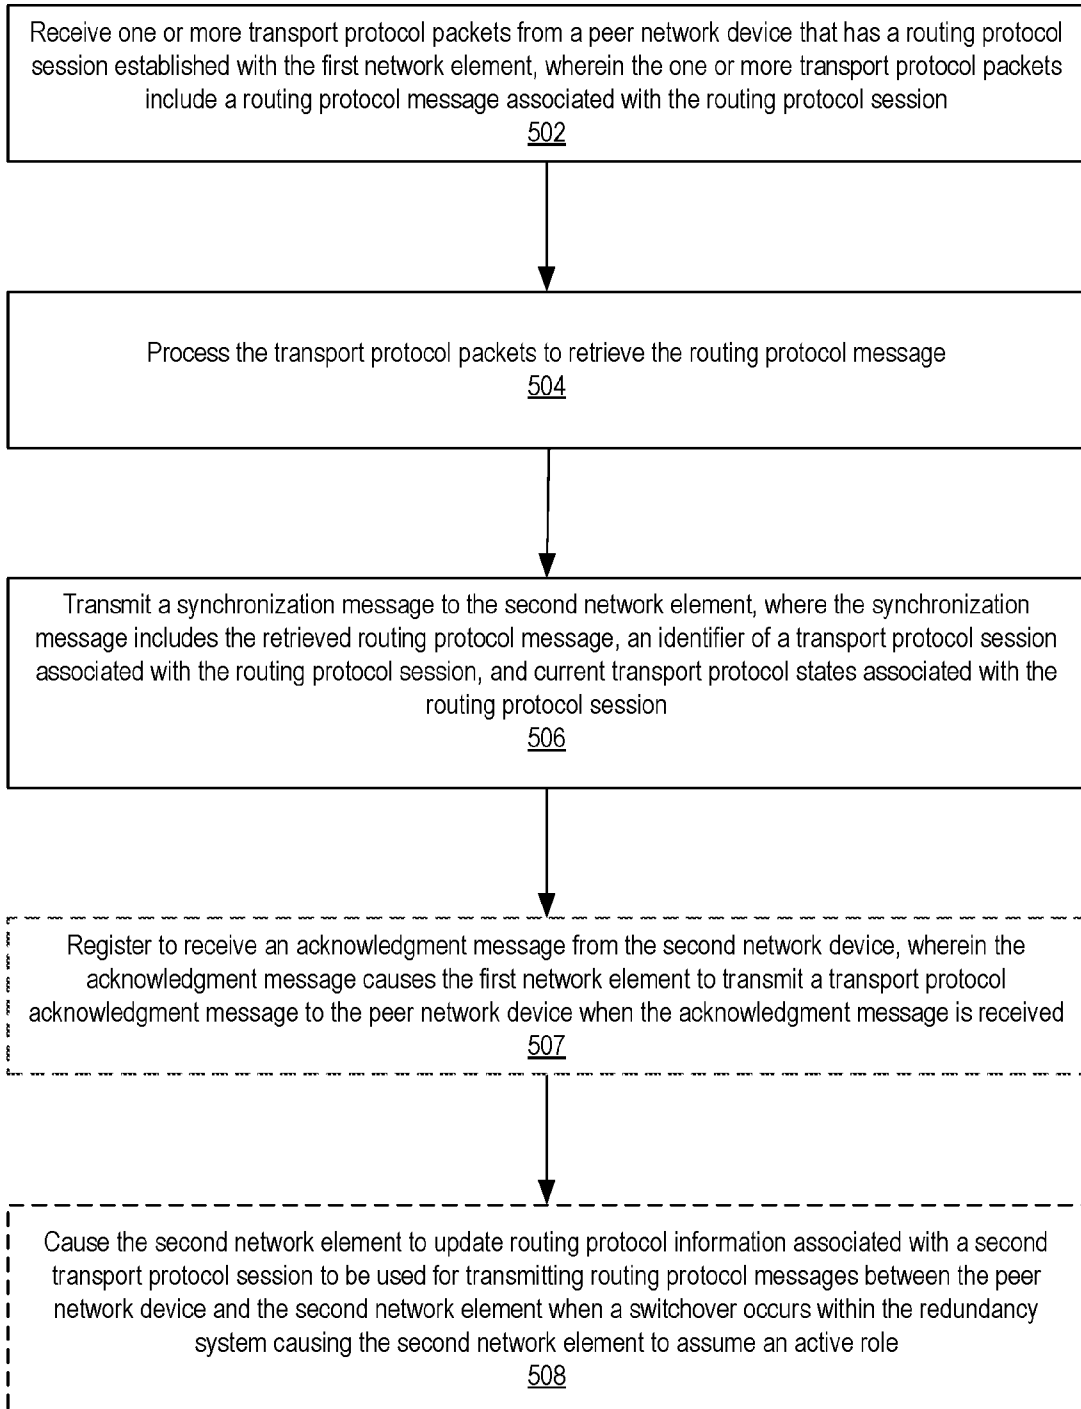 Receive one or more transport protocol packets from a peer network device that has a routing protocol
session established with the first network element, wherein the one or more transport protocol packets
include a routing protocol message associated with the routing protocol session
502
Process the transport protocol packets to retrieve the routing protocol message
504
Transmit a synchronization message to the second network element, where the synchronization
message includes the retrieved routing protocol message, an identifier of a transport protocol session
associated with the routing protocol session, and current transport protocol states associated with the
routing protocol session
506
Register to receive an acknowledgment message from the second network device, wherein the
acknowledgment message causes the first network element to transmit a transport protocol
acknowledgment message to the peer network device when the acknowledgment message is received
507
Cause the second network element to update routing protocol information associated with a second
transport protocol session to be used for transmitting routing protocol messages between the peer
network device and the second network element when a switchover occurs within the redundancy
system causing the second network element to assume an active role
508